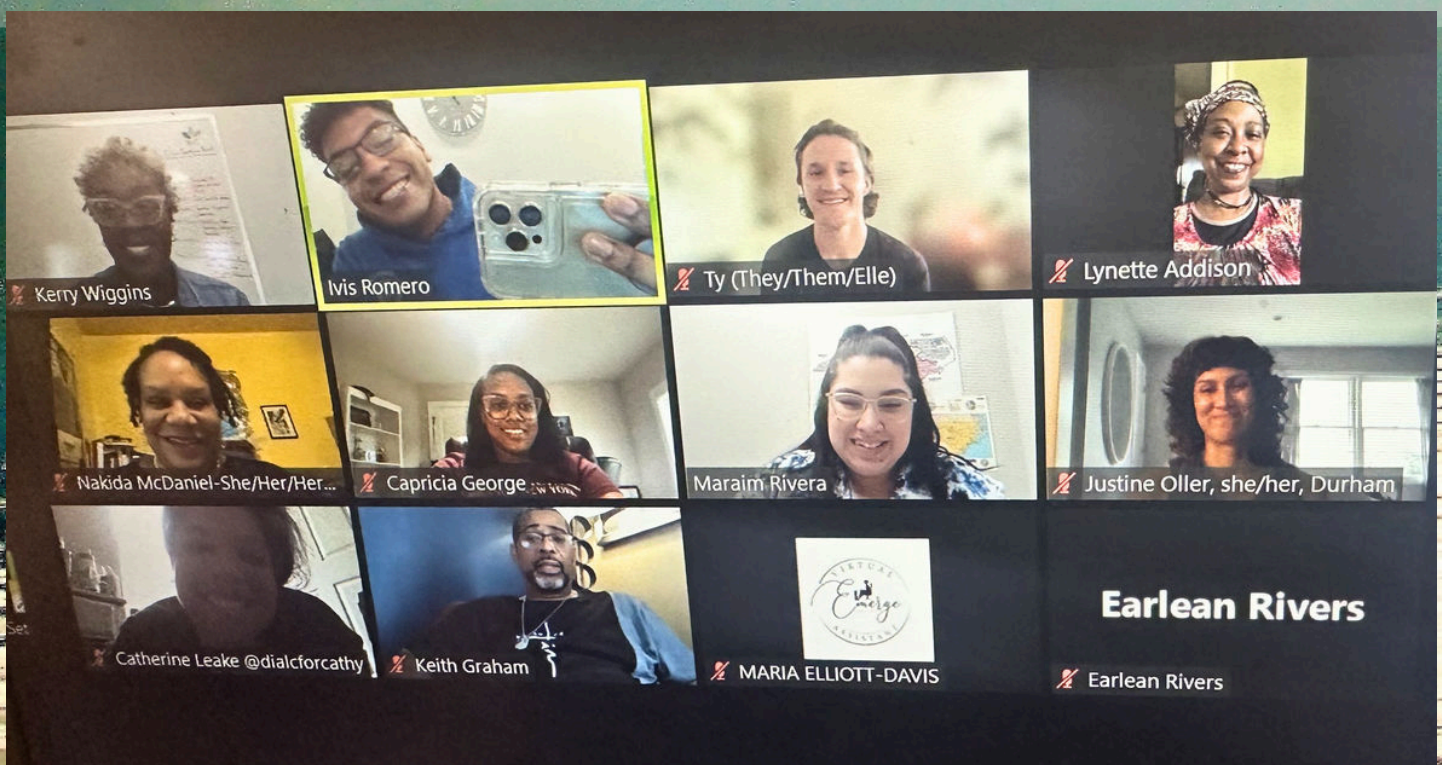 Kerry Wiggins
Ivis Romero
Ty (They/Them/Elle)
Lynette Addison
Nakida McDaniel-She/Her/Her...
Capricia George
NEW YORK
Maraim Rivera
Justine Oller, she/her, Durham
Set
Catherine Leake @dialcforcathy
Keith Graham
VIRTUAL
Emerge
ASSISTANT
MARIA ELLIOTT-DAVIS
Earlean Rivers
Earlean Rivers